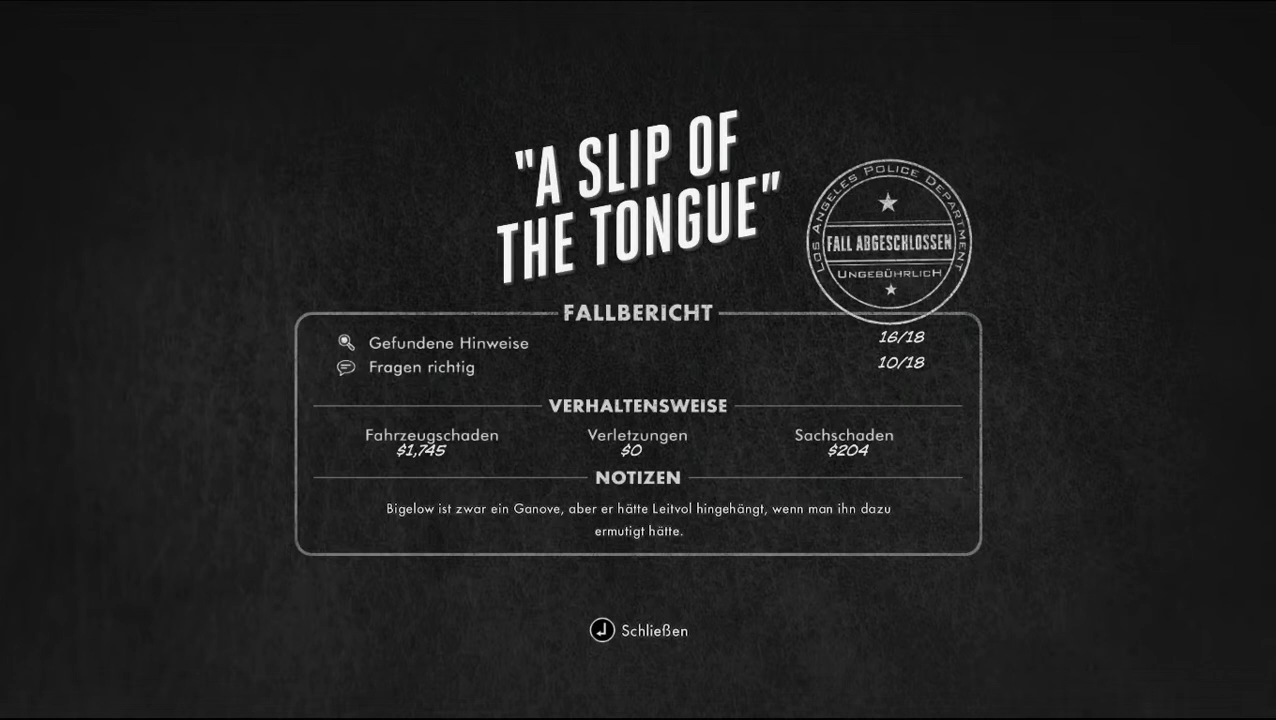 "A SLIP OF
THE TONGUE"
LOS ANGELES POLICE DEPARTMENT
FALL ABGESCHLOSSEN
UNGEBÜHRLICH
FALLBERICHT
Gefundene Hinweise 16/18
Fragen richtig 10/18
VERHALTENSWEISE
Fahrzeugschaden Verletzungen Sachschaden
$1,745 $0 $204
NOTIZEN
Bigelow ist zwar ein Ganove, aber er hätte Leitvol hingehängt, wenn man ihn dazu
ermutigt hätte.
Schließen